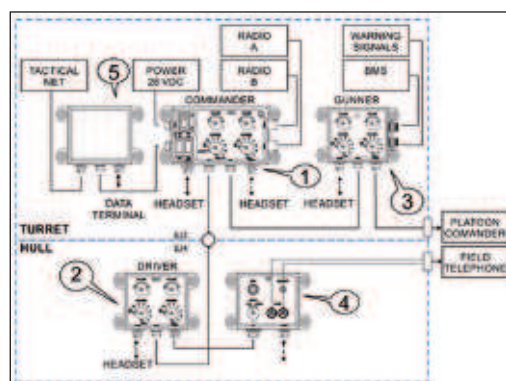 RADIO
A
WARNING
SIGNALS
TACTICAL
NET
5
POWER
28 VDC
RADIO
B
BMS
COMMANDER
GUNNER
1
3
DATA
TERMINAL
HEADSET
HEADSET
HEADSET
TURRET
HULL
PLATOON
COMANDER
FIELD
TELEPHONE
2
DRIVER
4
HEADSET